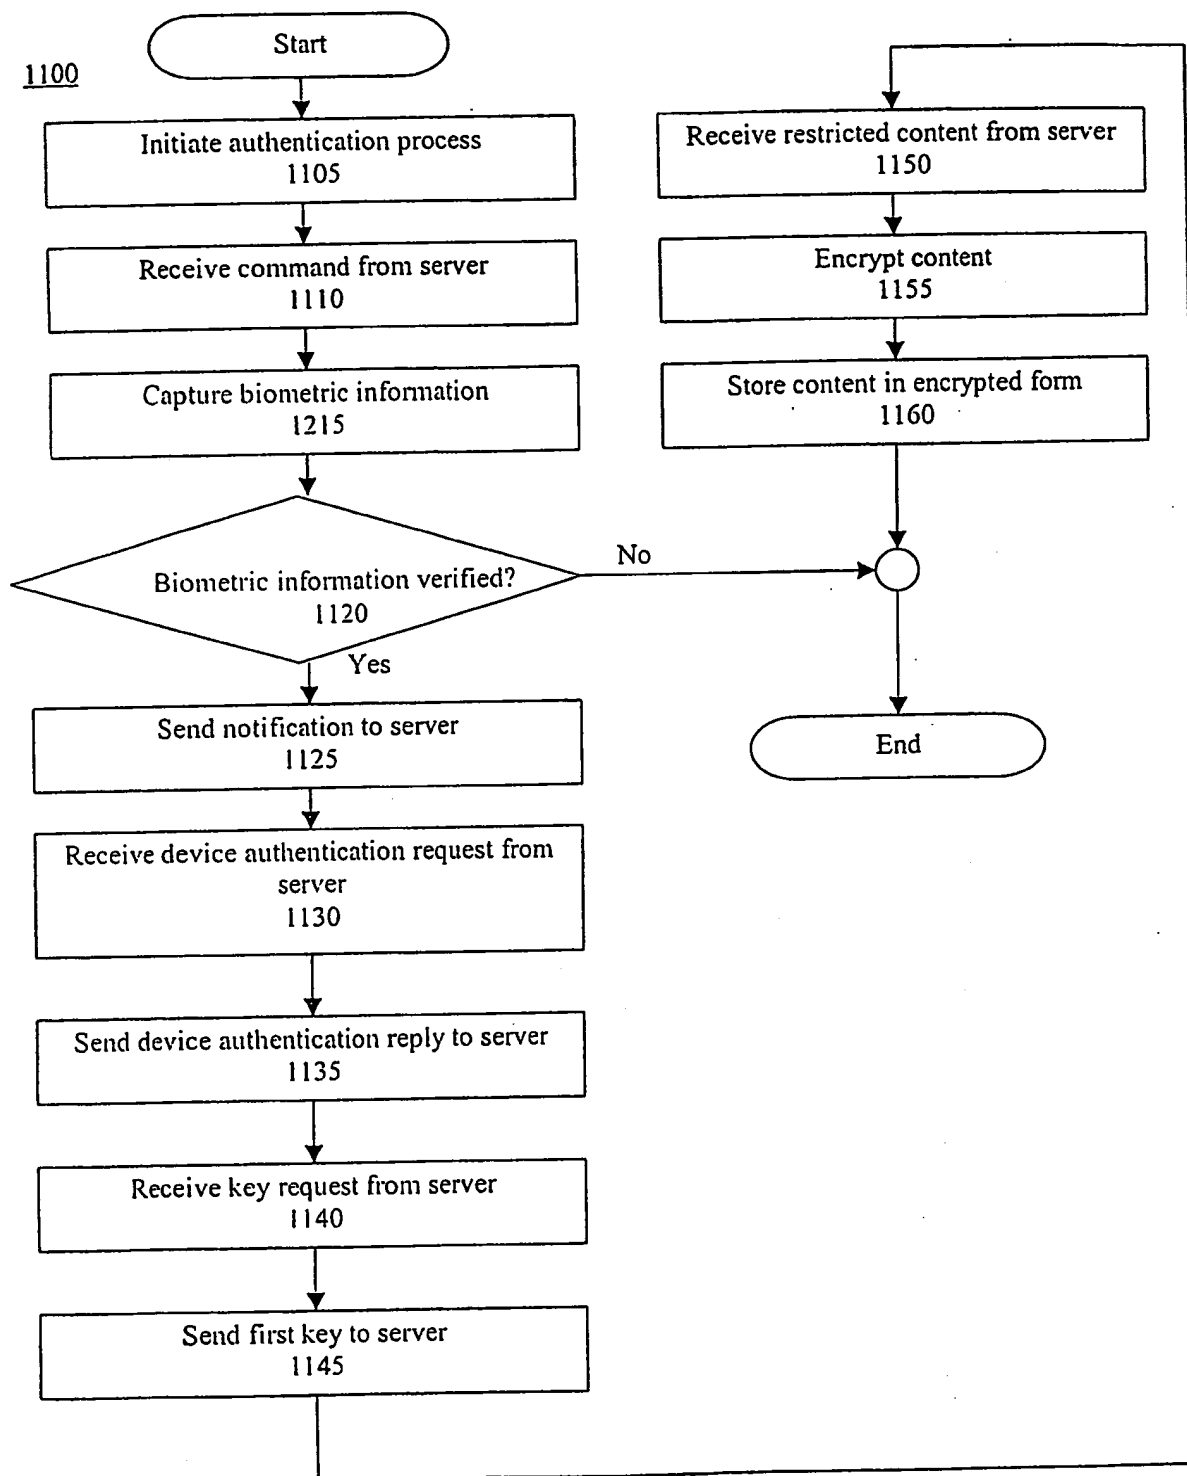 Start
1100
Initiate authentication process
1105
Receive command from server
1110
Capture biometric information
1215
Biometric information verified?
1120
No
Yes
Send notification to server
1125
Receive device authentication request from
server
1130
Send device authentication reply to server
1135
Receive key request from server
1140
Send first key to server
1145
Receive restricted content from server
1150
Encrypt content
1155
Store content in encrypted form
1160
End